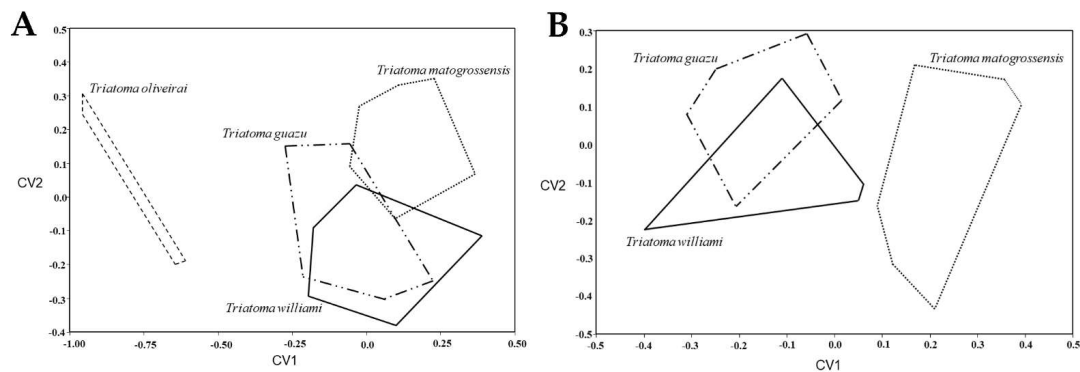 A
CV2
0.5
0.4
0.3
0.2
0.1
0.0
-0.1
-0.2
-0.3
-0.4
Triatoma oliveirai
Triatoma guazu
Triatoma matogrossensis
Triatoma williami
-1.00 -0.75 -0.50 -0.25 0.00 0.25 0.50
CV1
B
CV2
0.3
0.2
0.1
0.0
-0.1
-0.2
-0.3
-0.4
-0.5
Triatoma guazu
Triatoma matogrossensis
Triatoma williami
-0.5 -0.4 -0.3 -0.2 -0.1 0.0 0.1 0.2 0.3 0.4 0.5
CV1